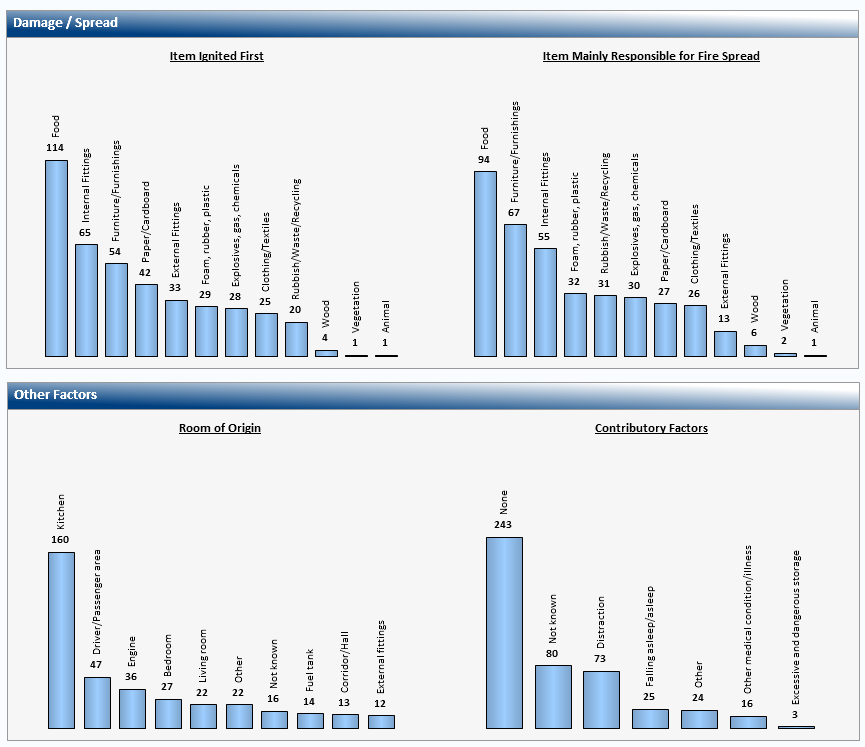 Damage / Spread
Item Ignited First
Food
114
Internal Fittings
65
Furniture/Furnishings
54
Paper/Cardboard
42
External Fittings
33
Foam, rubber, plastic
29
Explosives, gas, chemicals
28
Clothing/Textiles
25
Rubbish/Waste/Recycling
20
Wood
4
Vegetation
1
Animal
1
Item Mainly Responsible for Fire Spread
Food
94
Furniture/Furnishings
67
Internal Fittings
55
Foam, rubber, plastic
32
Rubbish/Waste/Recycling
31
Explosives, gas, chemicals
30
Paper/Cardboard
27
Clothing/Textiles
26
External Fittings
13
Wood
6
Vegetation
2
Animal
1
Other Factors
Room of Origin
Kitchen
160
Driver/Passenger area
47
Engine
36
Bedroom
27
Living room
22
Other
22
Not known
16
Fuel tank
14
Corridor/Hall
13
External fittings
12
Contributory Factors
None
243
Not known
80
Distraction
73
Falling asleep/asleep
25
Other
24
Other medical condition/illness
16
Excessive and dangerous storage
3